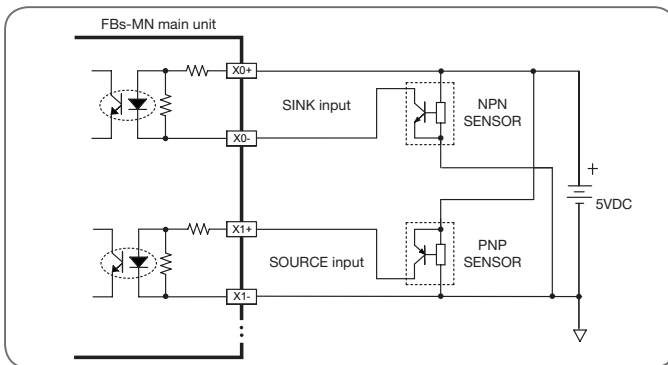 FBs-MN main unit
X0+
SINK input
NPN
SENSOR
X0-
+
5VDC
X1+
SOURCE input
PNP
SENSOR
X1-